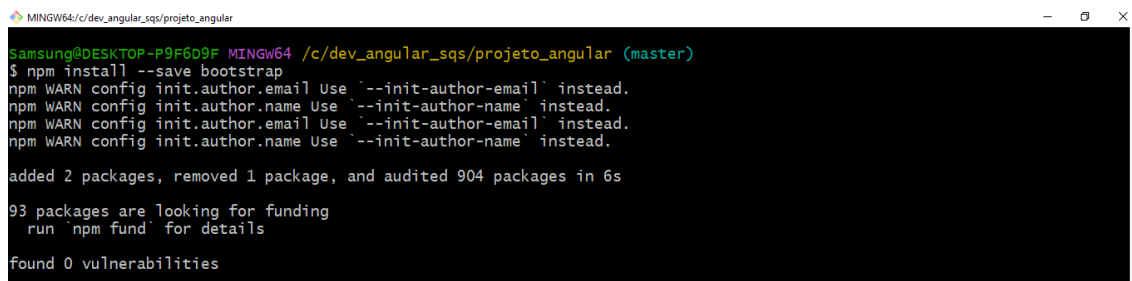 MINGW64:/c/dev_angular_sqs/projeto_angular
Samsung@DESKTOP-P9F6D9F MINGW64 /c/dev_angular_sqs/projeto_angular (master)
$ npm install --save bootstrap
npm WARN config init.author.email Use `--init-author-email` instead.
npm WARN config init.author.name Use `--init-author-name` instead.
npm WARN config init.author.email Use `--init-author-email` instead.
npm WARN config init.author.name Use `--init-author-name` instead.
added 2 packages, removed 1 package, and audited 904 packages in 6s
93 packages are looking for funding
run `npm fund` for details
found 0 vulnerabilities